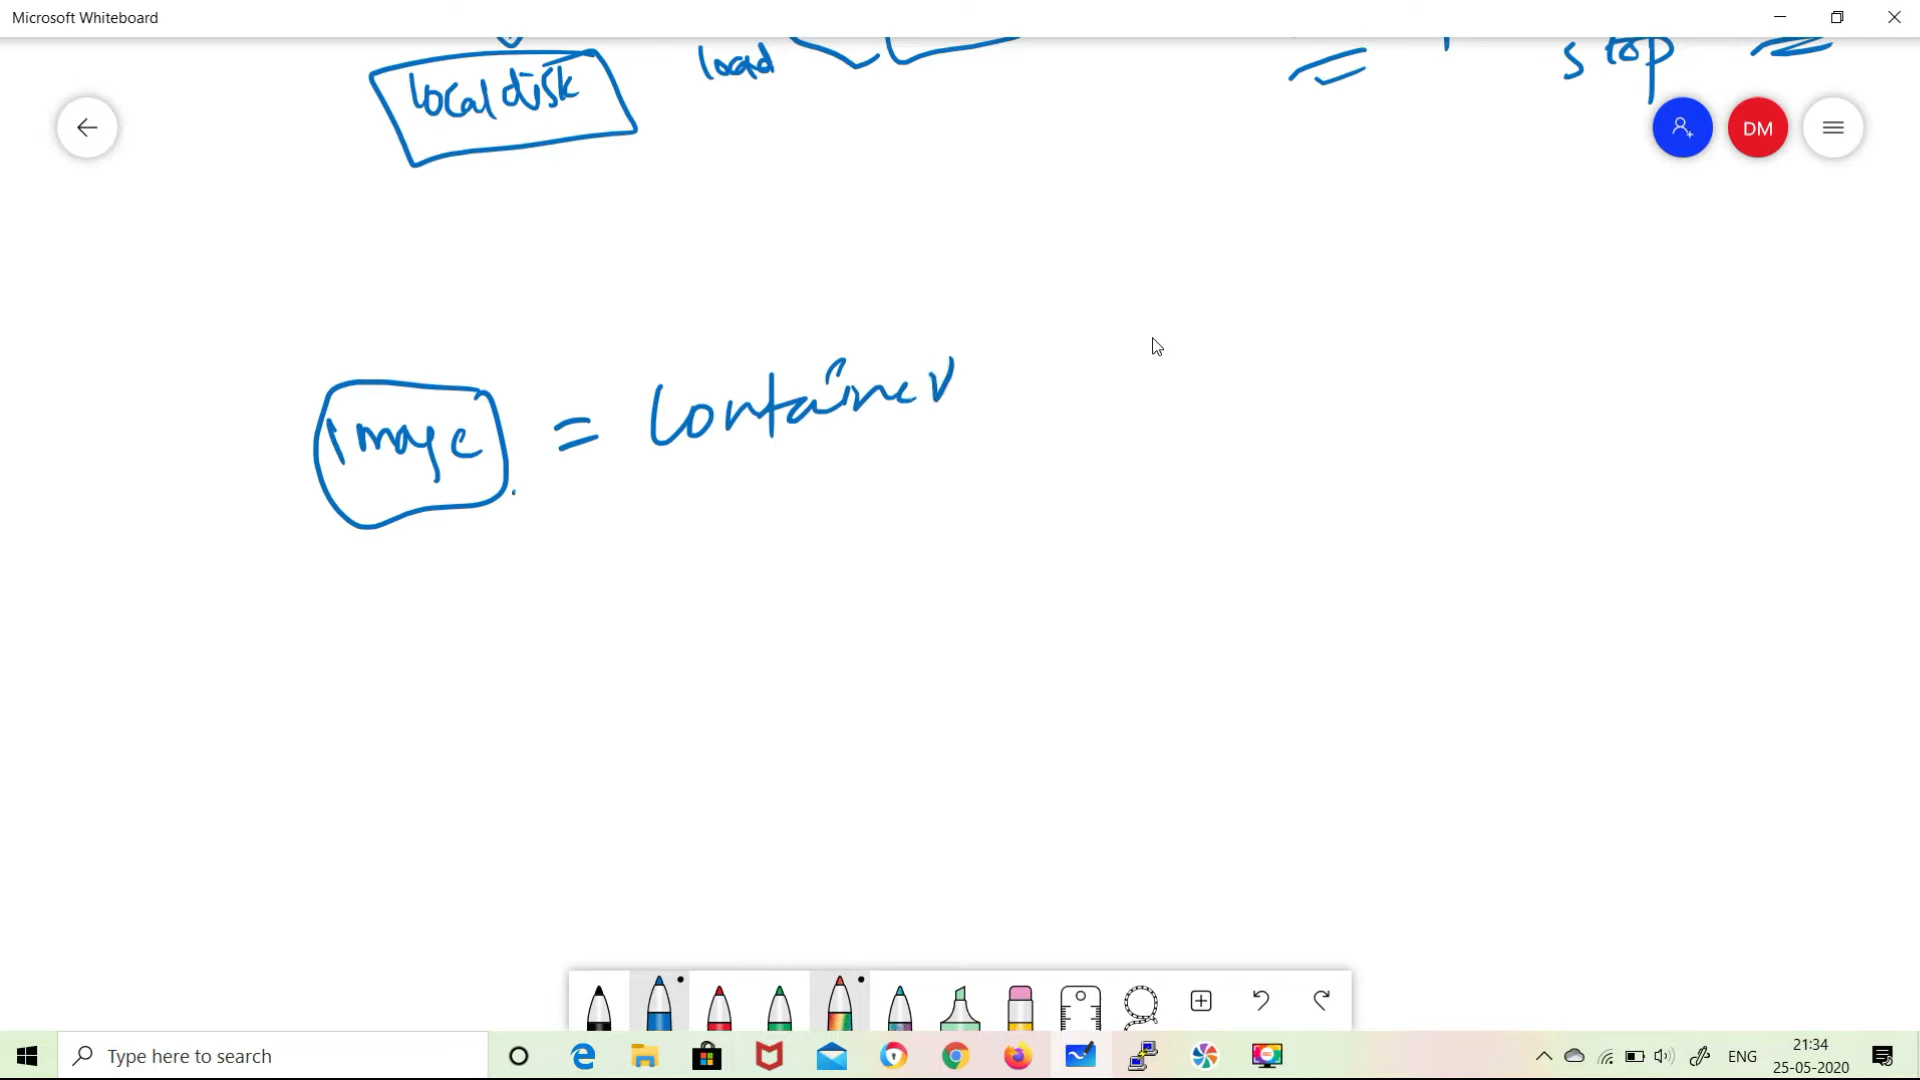 Microsoft Whiteboard
local disk
load
stop
DM
image = Container
Type here to search
ENG
21:34
25-05-2020